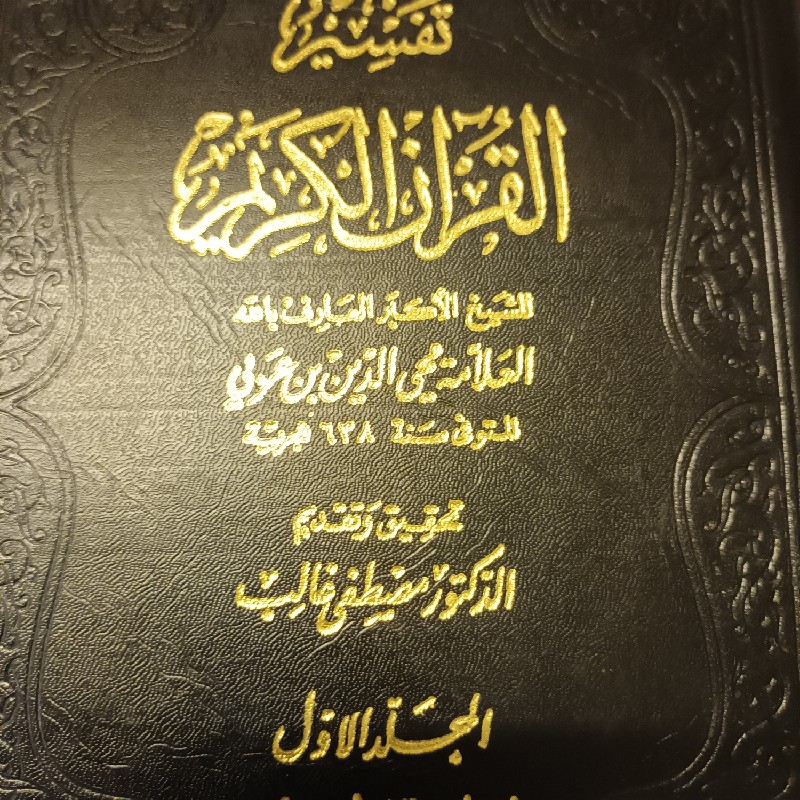 تفسير
القرآن الكريم
للشيخ الأكبر العارف بالله
العلامة محيي الدين بن عربي
المتوفى سنة ٦٣٨ هجرية
تحقيق وتقديم
الدكتور مصطفى غالب
المجلد الاول